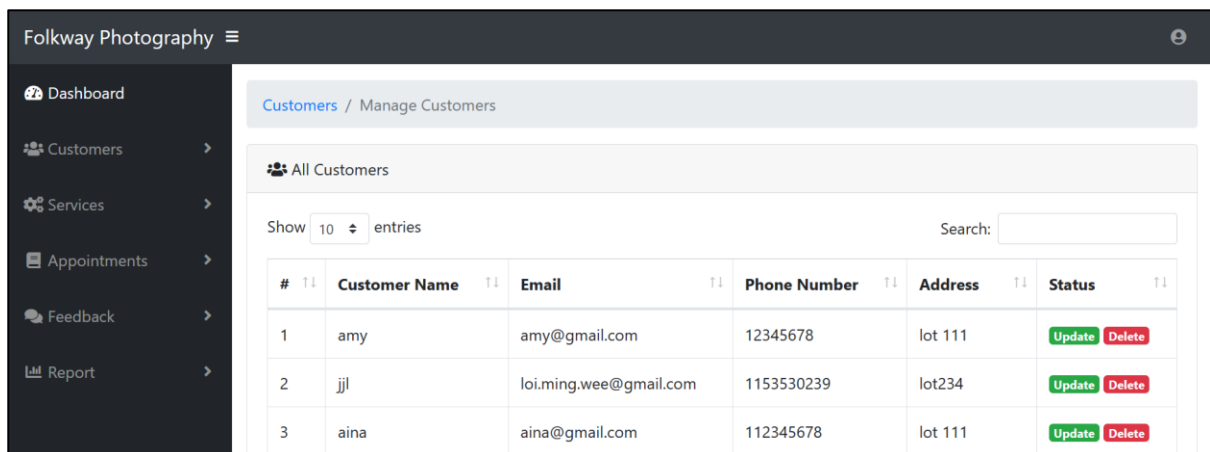 Folkway Photography
Dashboard
Customers
Services
Appointments
Feedback
Report
Customers / Manage Customers
All Customers
Show 10 entries
Search:
# Customer Name Email Phone Number Address Status
1 amy amy@gmail.com 12345678 lot 111 Update Delete
2 jjl loi.ming.wee@gmail.com 1153530239 lot234 Update Delete
3 aina aina@gmail.com 112345678 lot 111 Update Delete